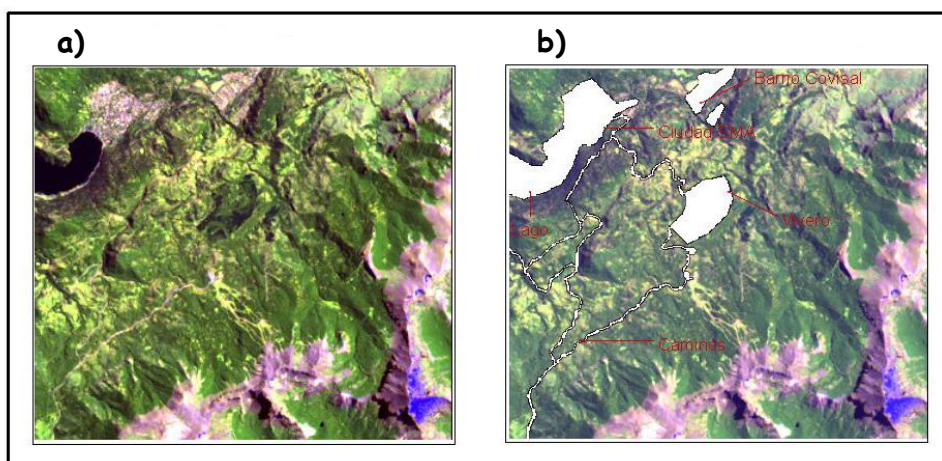 a)
b)
Barrio Covisal
Ciudad SMA
Vivero
Lago
Caminos